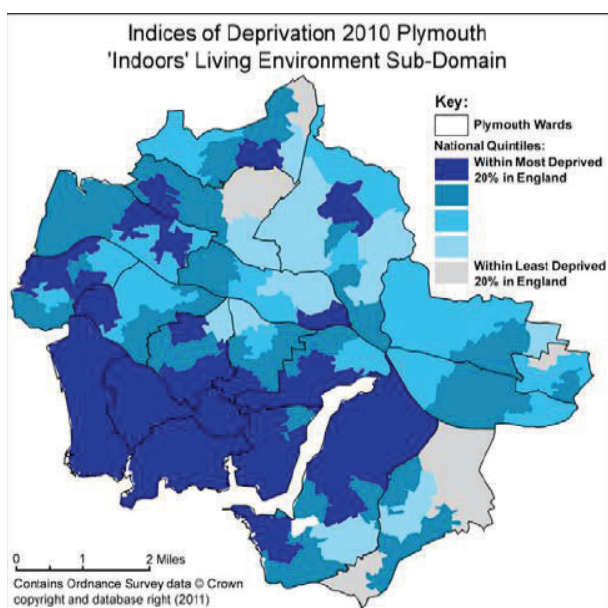 Indices of Deprivation 2010 Plymouth
'Indoors' Living Environment Sub-Domain
Key:
Plymouth Wards
National Quintiles:
Within Most Deprived
20% in England
Within Least Deprived
20% in England
0 1 2 Miles
Contains Ordnance Survey data © Crown
copyright and database right (2011)